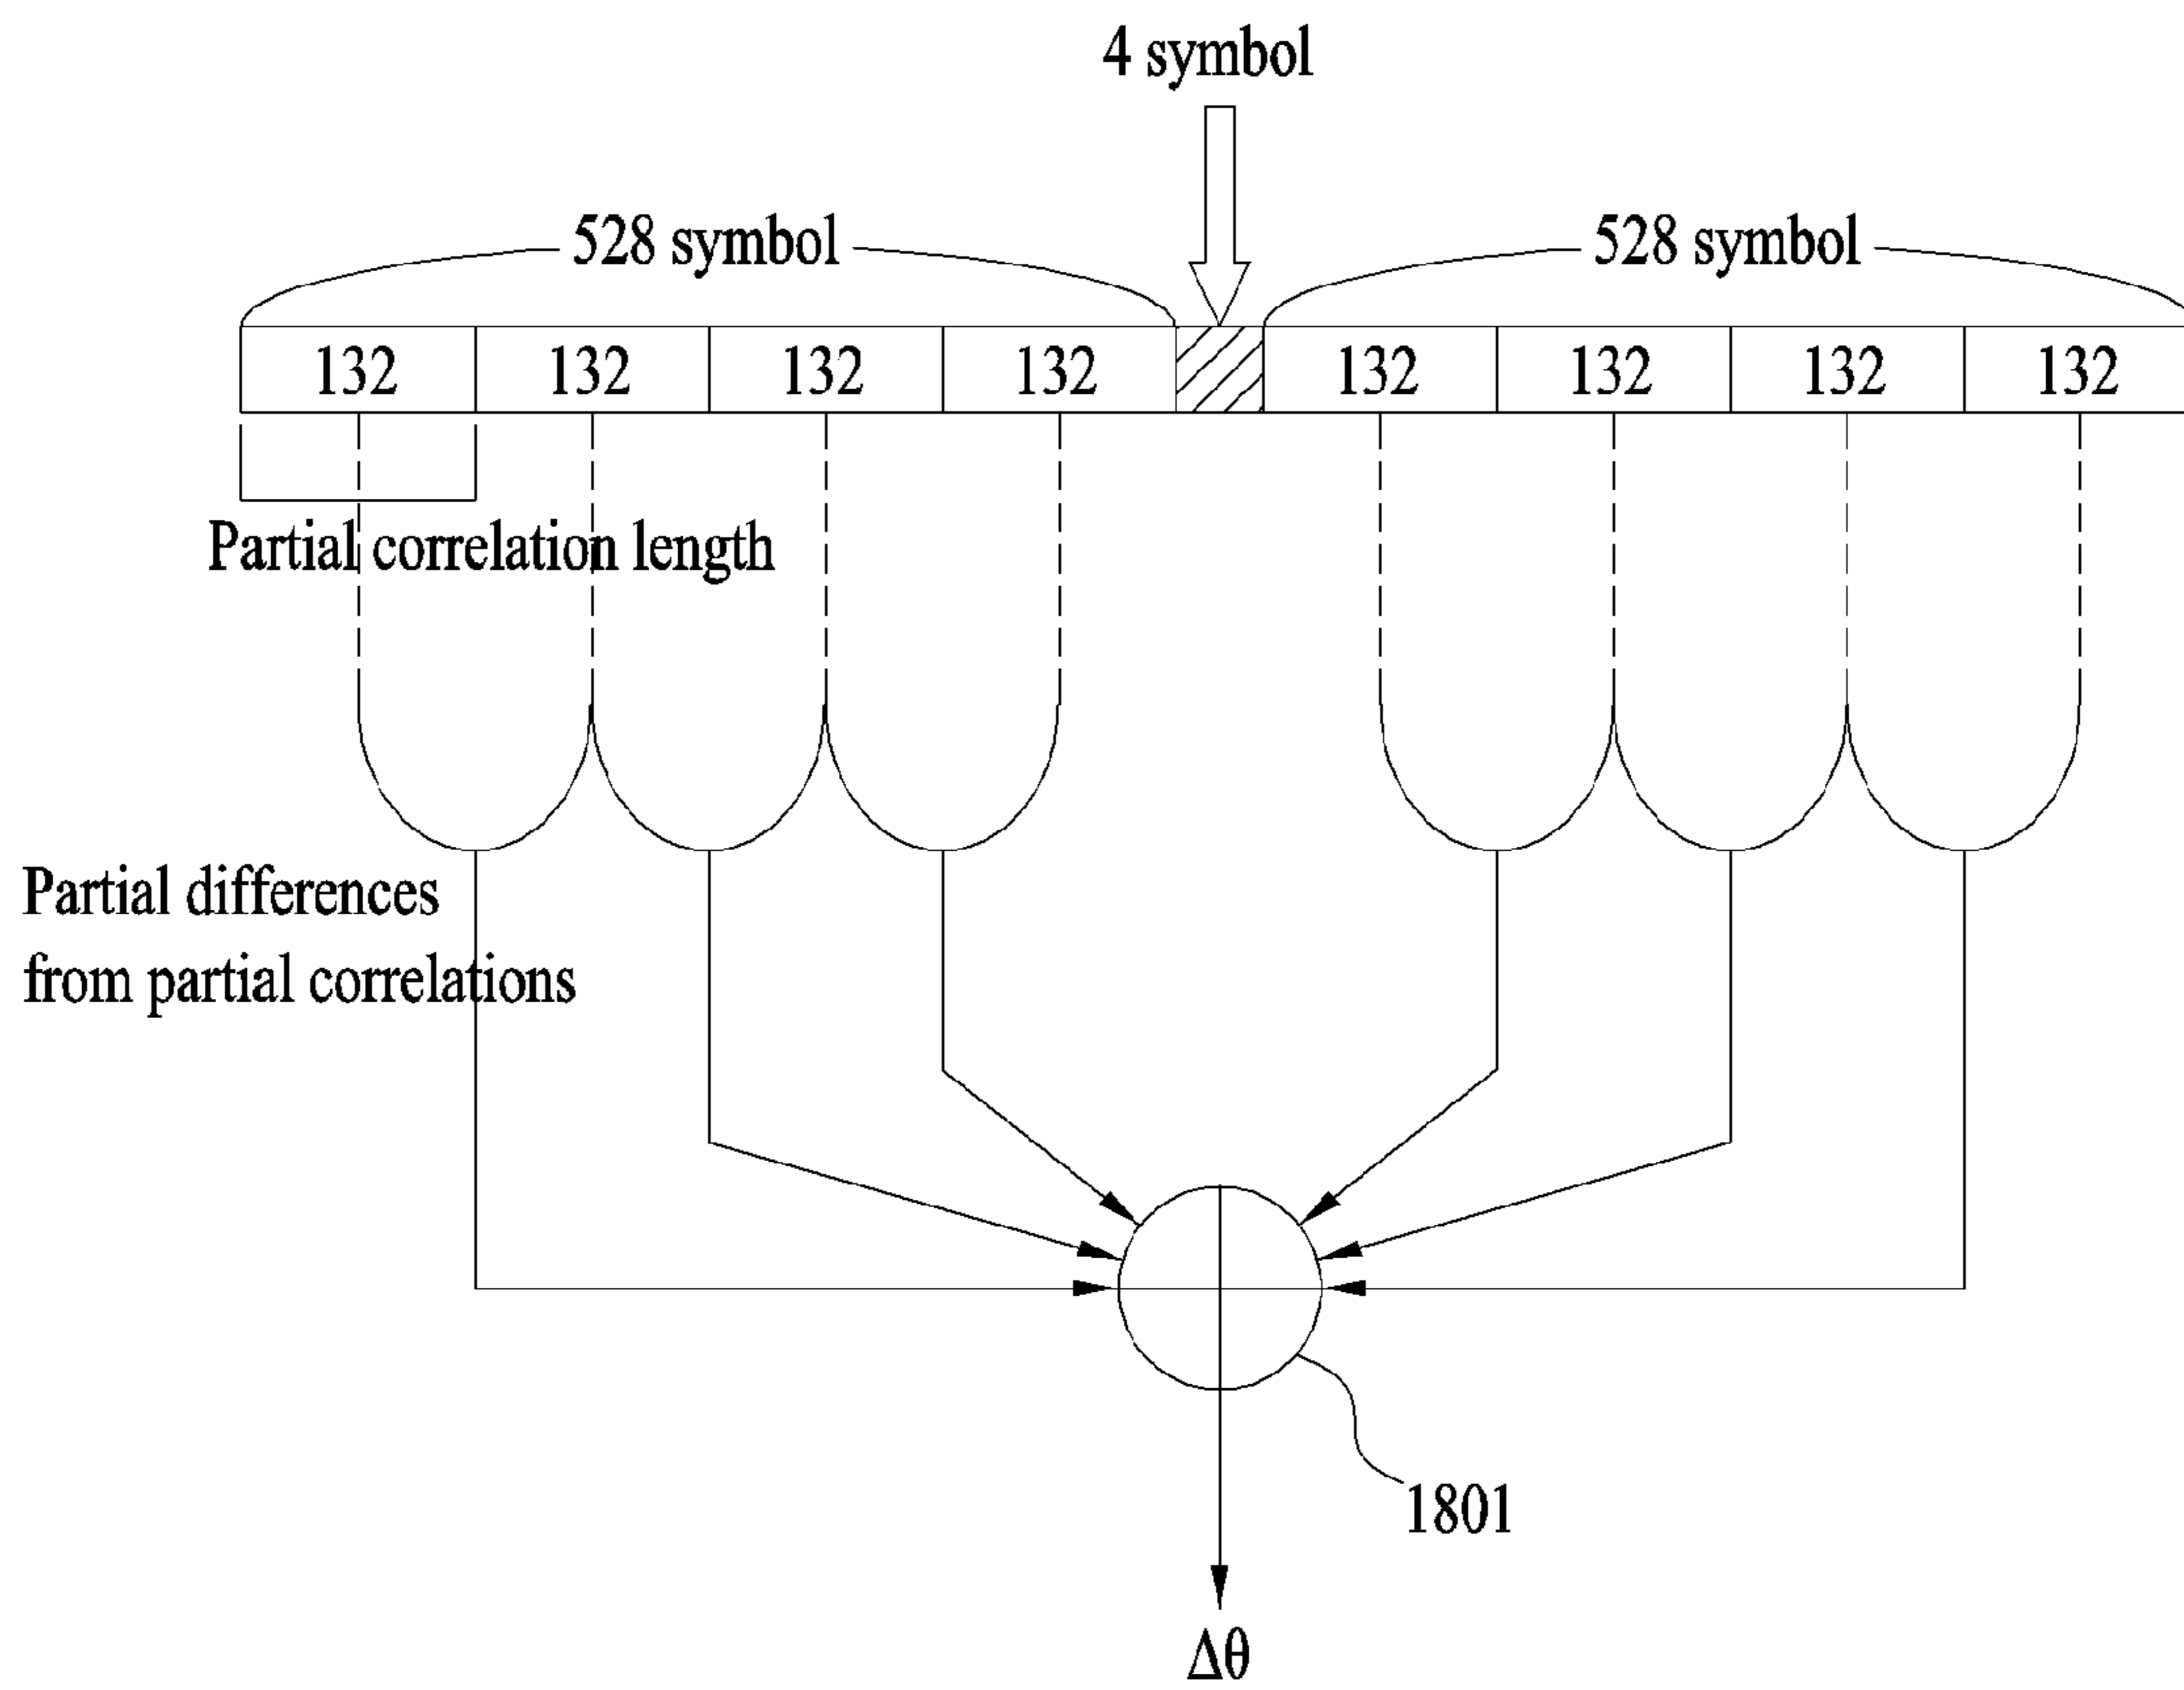 4 symbol
528 symbol 528 symbol
132 132 132 132 132 132 132 132
Partial correlation length
Partial differences
from partial correlations
1801
Δθ